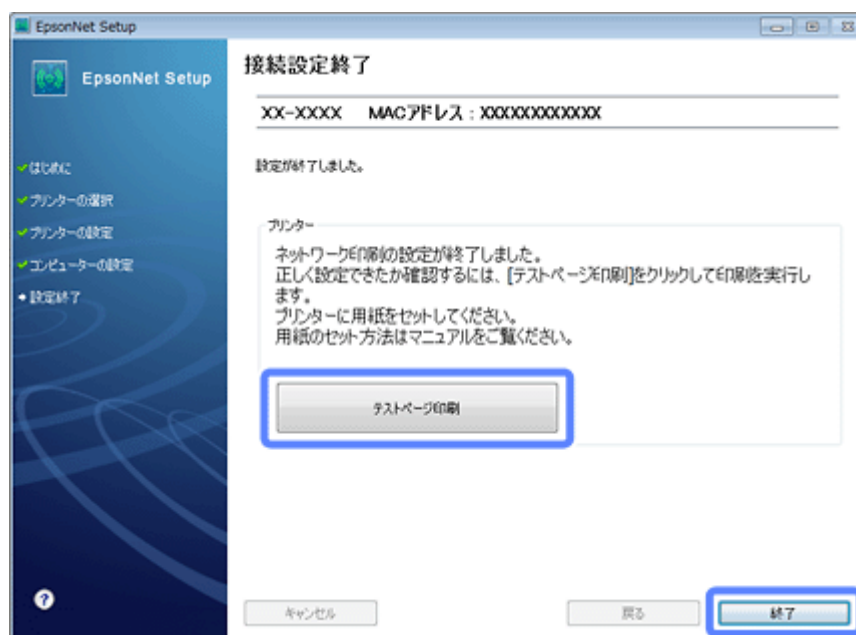 EpsonNet Setup
EpsonNet Setup
はじめに
プリンターの選択
プリンターの設定
コンピューターの設定
設定終了
接続設定終了
XX-XXXX MACアドレス : XXXXXXXXXXXX
設定が終了しました。
プリンター
ネットワーク印刷の設定が終了しました。
正しく設定できたか確認するには、[テストページ印刷]をクリックして印刷を実行し
ます。
プリンターに用紙をセットしてください。
用紙のセット方法はマニュアルをご覧ください。
テストページ印刷
?
キャンセル
戻る
終了